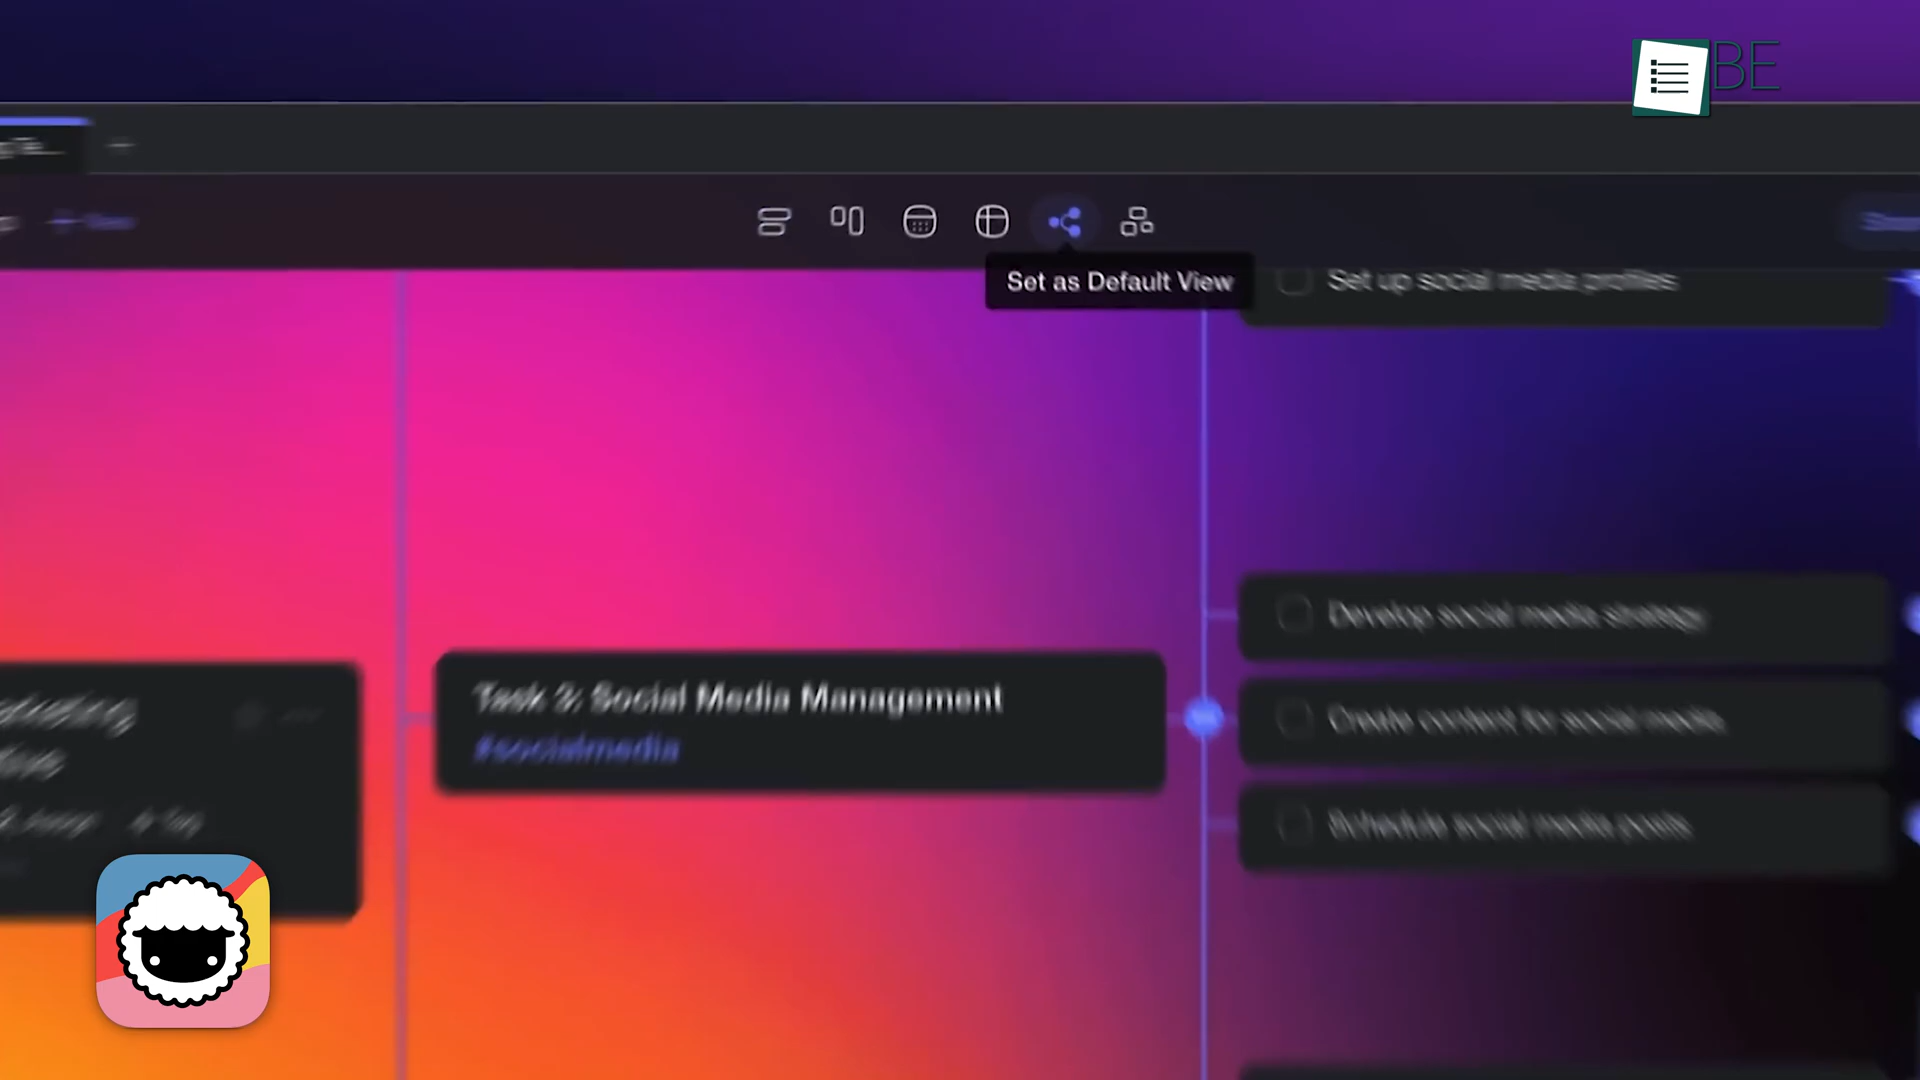 BE
Set as Default View
Set up social media profiles
Develop social media strategy
Task 3: Social Media Management
#socialmedia
Create content for social media
Schedule social media posts